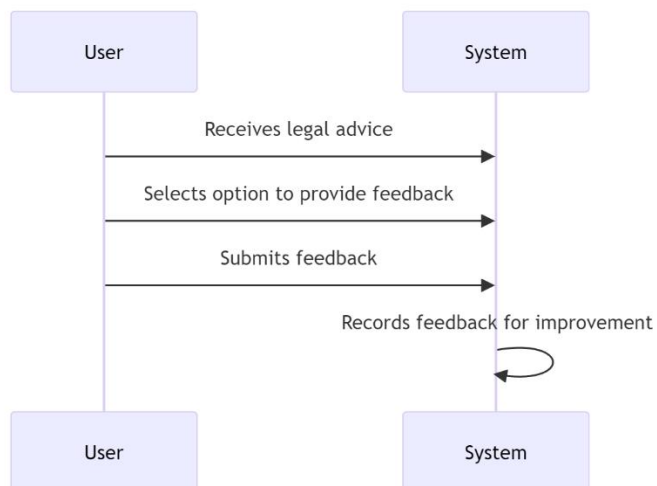 User
System
Receives legal advice
Selects option to provide feedback
Submits feedback
Records feedback for improvement
User
System